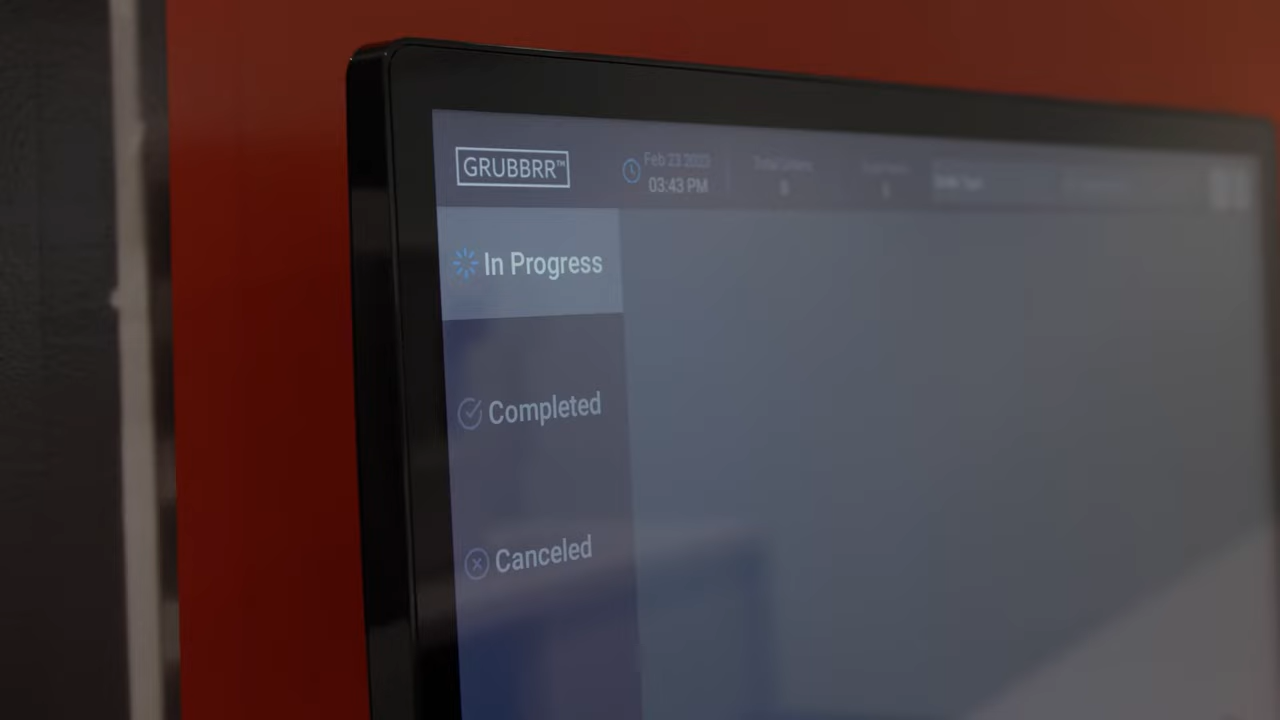 GRUBBRR™
Feb 23 2023
03:43 PM
In Progress
Completed
Canceled